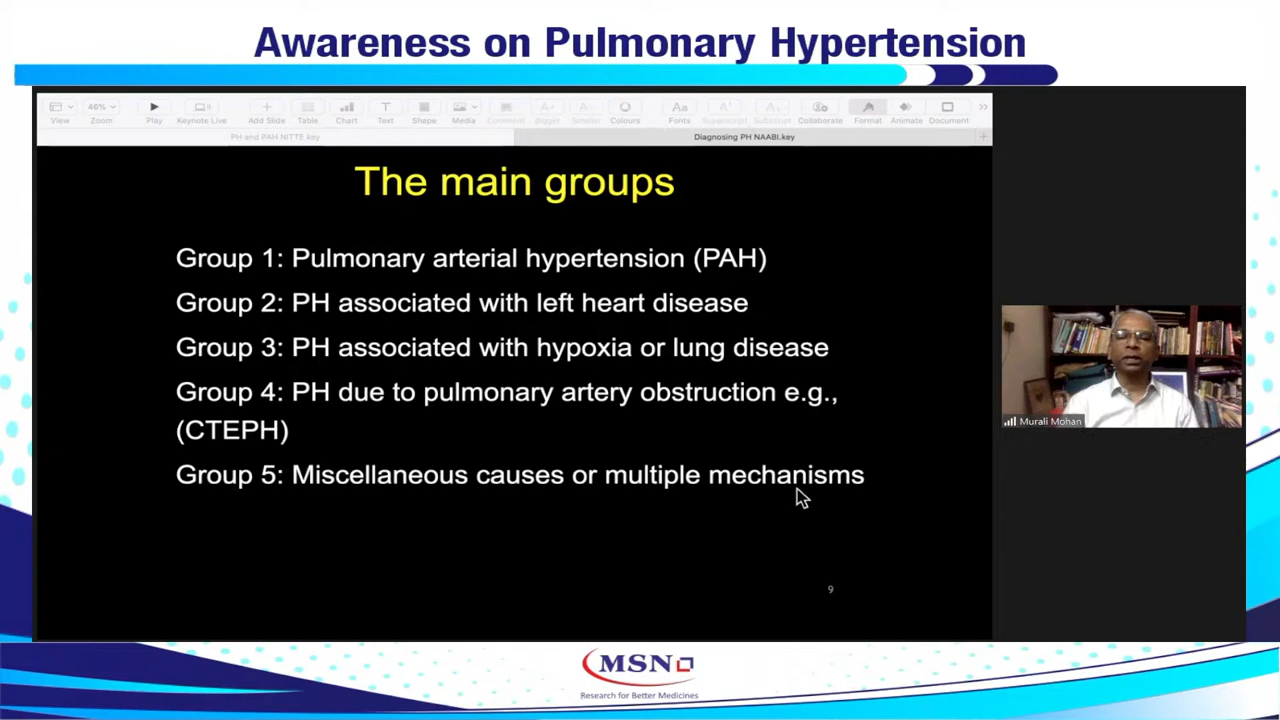 Awareness on Pulmonary Hypertension
46%
View Zoom Play Keynote Live Add Slide Table Chart Text Shape Media Comment Bigger Smaller Colours Fonts Superscript Subscript Collaborate Format Animate Document
PH and PAH NITTE.key Diagnosing PH NAABI.key
The main groups
Group 1: Pulmonary arterial hypertension (PAH)
Group 2: PH associated with left heart disease
Group 3: PH associated with hypoxia or lung disease
Group 4: PH due to pulmonary artery obstruction e.g.,
(CTEPH)
Group 5: Miscellaneous causes or multiple mechanisms
9
Murali Mohan
MSN
Research for Better Medicines